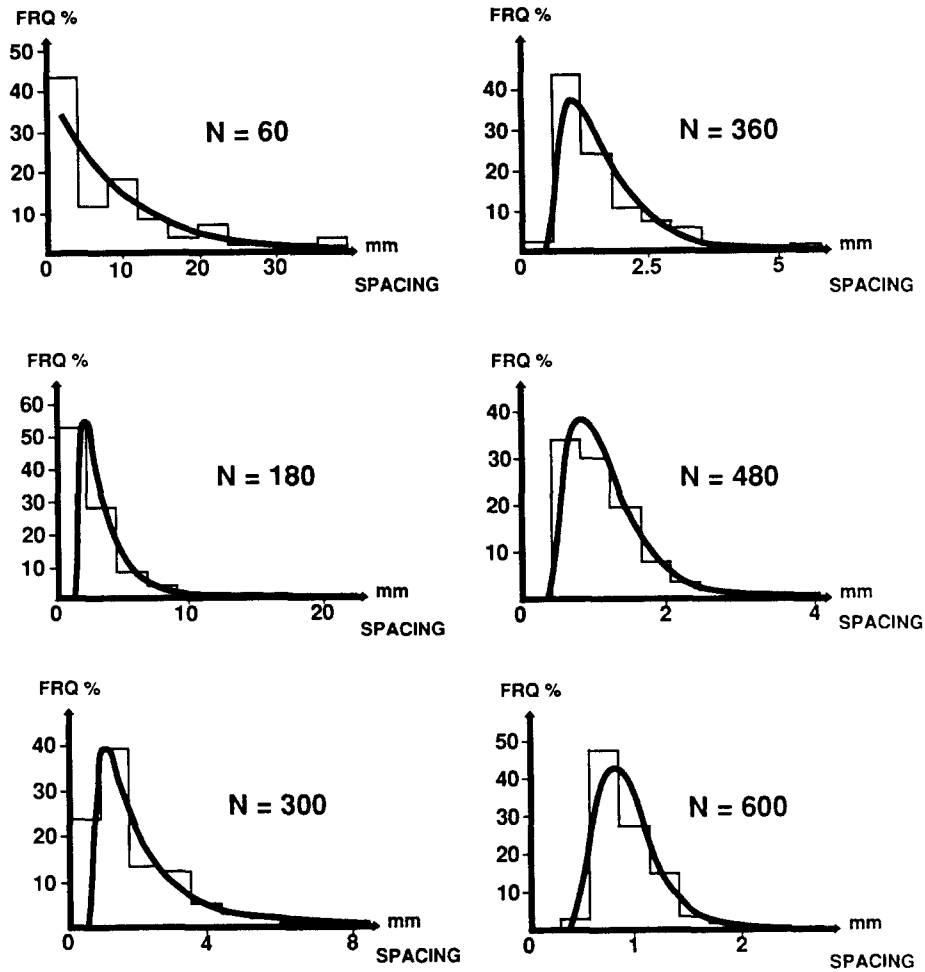 FRQ %
50
40
30
20
10
N = 60
0 10 20 30
mm
SPACING
FRQ %
40
30
20
10
N = 360
0 2.5 5
mm
SPACING
FRQ %
60
50
40
30
20
10
N = 180
0 10 20
mm
SPACING
FRQ %
40
30
20
10
N = 480
0 2 4
mm
SPACING
FRQ %
40
30
20
10
N = 300
0 4 8
mm
SPACING
FRQ %
50
40
30
20
10
N = 600
0 1 2
mm
SPACING